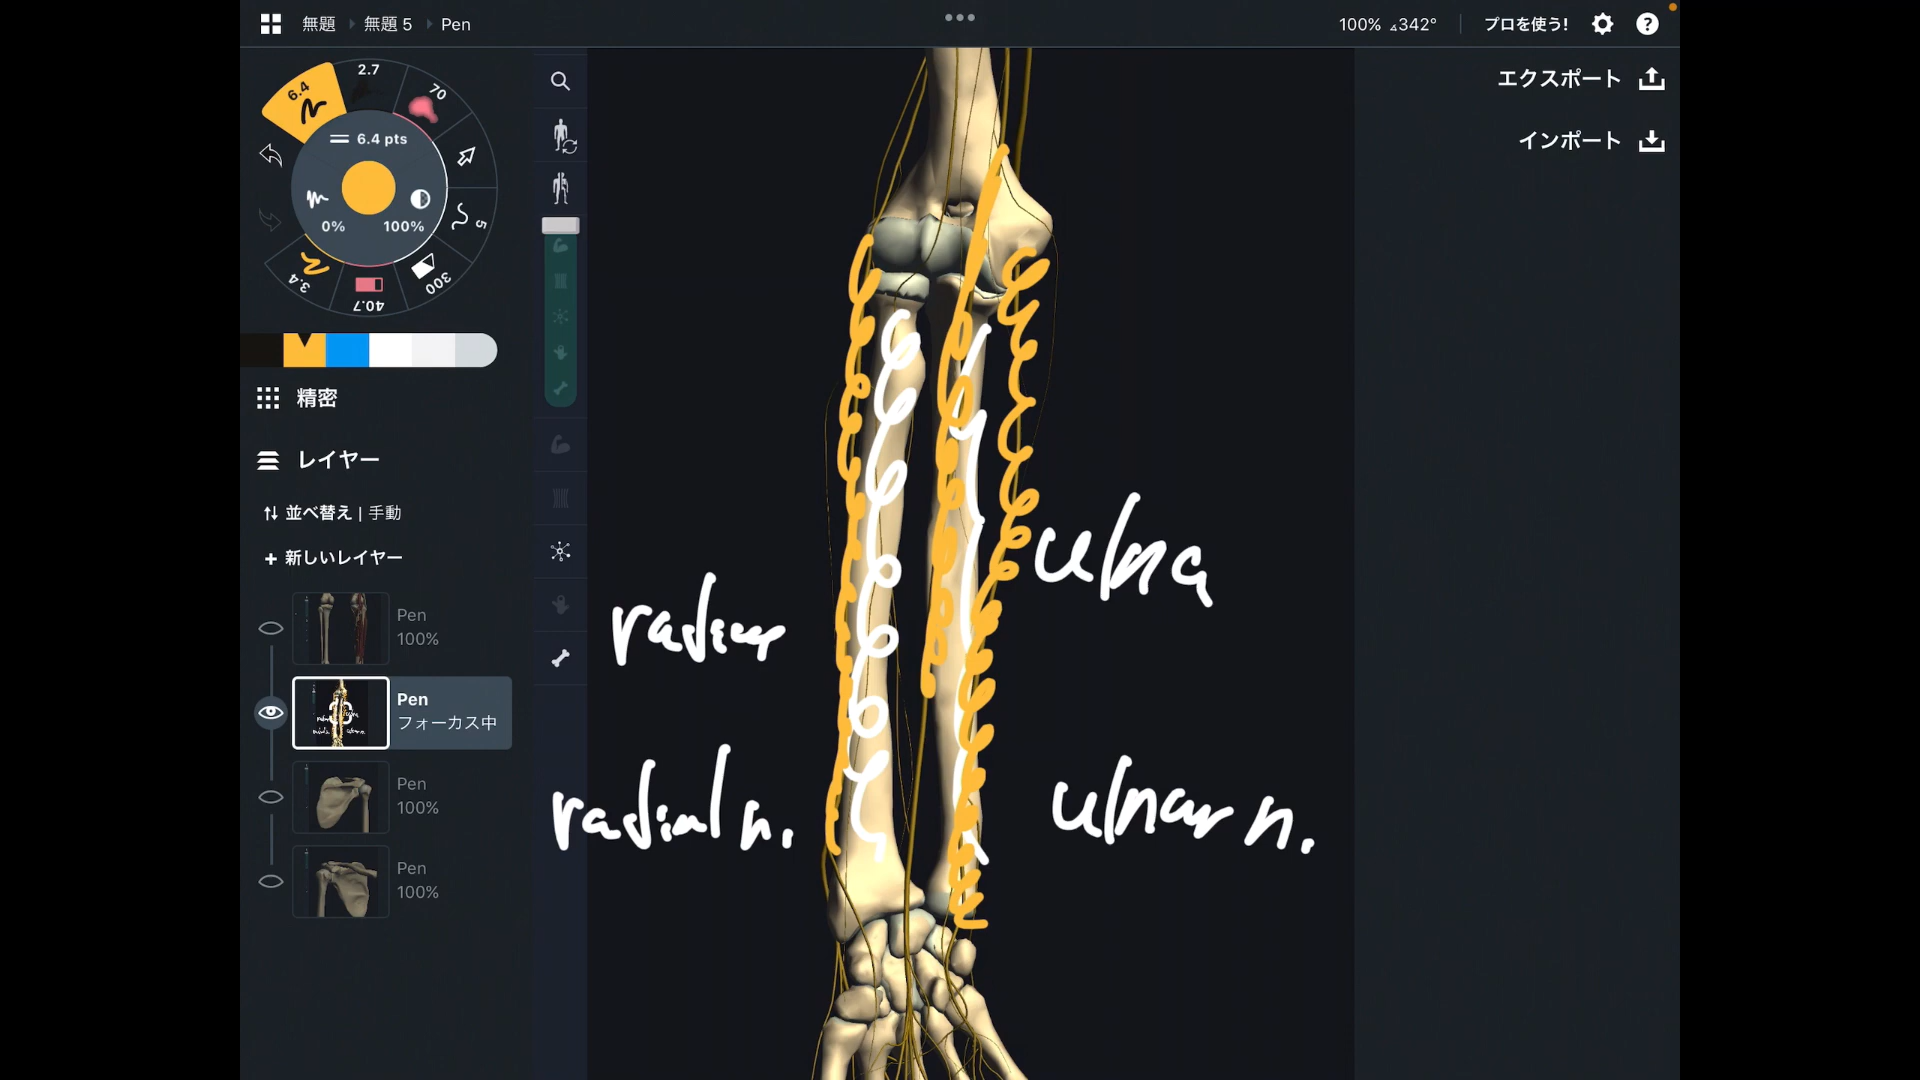 無題 無題 5 Pen
100% ⊿342° プロを使う!
エクスポート
インポート
6.4
2.7
70
6.4 pts
0% 100%
5
300
40.7
3.4
精密
レイヤー
並べ替え | 手動
+ 新しいレイヤー
Pen
100%
Pen
フォーカス中
Pen
100%
Pen
100%
ulna
radius
radial n.
ulnar n.